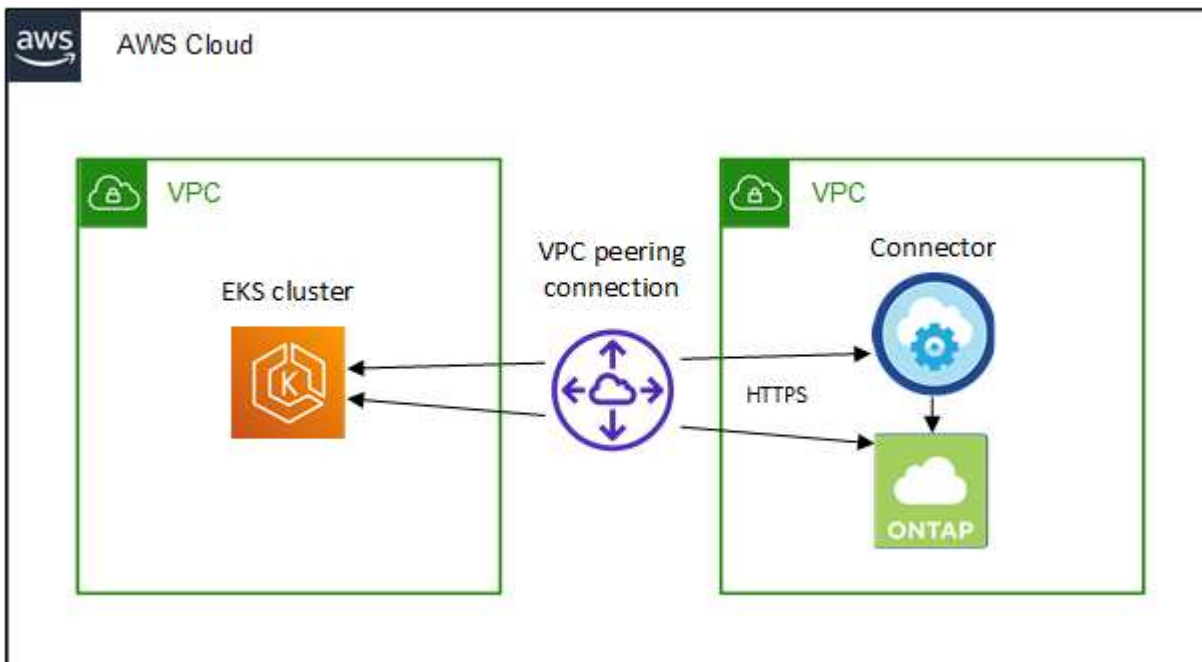 aws
AWS Cloud
VPC
VPC
Connector
VPC peering
connection
EKS cluster
K
HTTPS
ONTAP